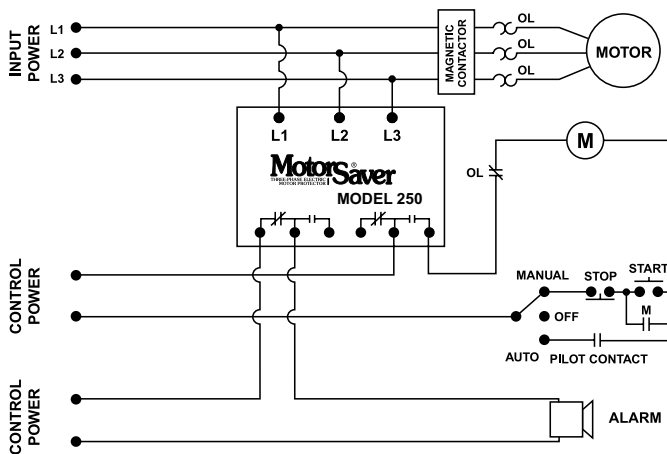 INPUT
POWER
L1
L2
L3
MAGNETIC
CONTACTOR
OL
OL
OL
MOTOR
L1 L2 L3
MotorSaver®
THREE-PHASE ELECTRIC
MOTOR PROTECTOR
MODEL 250
OL
M
CONTROL
POWER
MANUAL
STOP
START
M
OFF
AUTO
PILOT CONTACT
CONTROL
POWER
ALARM